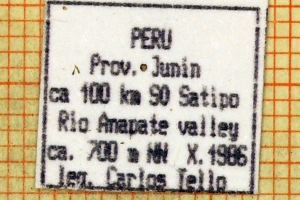 PERU
Prov. Junin
ca 100 km SO Satipo
Rio Anapate valley
ca. 700 m NN X.1986
leg. Carlos Tello